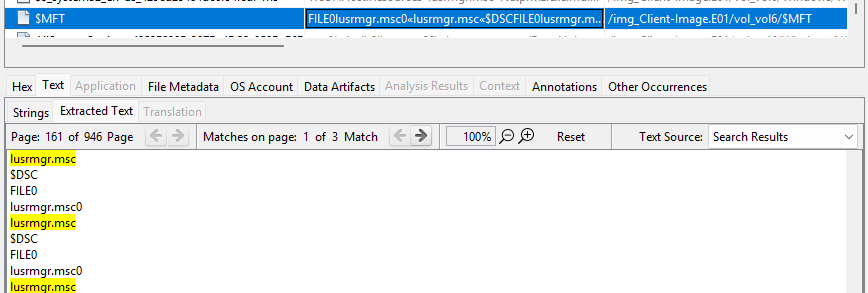 $MFT FILE0lusrmgr.msc0«lusrmgr.msc«$DSCFILE0lusrmgr.m... /img_Client-Image.E01/vol_vol6/$MFT
Hex Text Application File Metadata OS Account Data Artifacts Analysis Results Context Annotations Other Occurrences
Strings Extracted Text Translation
Page: 161 of 946 Page Matches on page: 1 of 3 Match 100% Reset Text Source: Search Results
lusrmgr.msc
$DSC
FILE0
lusrmgr.msc0
lusrmgr.msc
$DSC
FILE0
lusrmgr.msc0
lusrmgr.msc